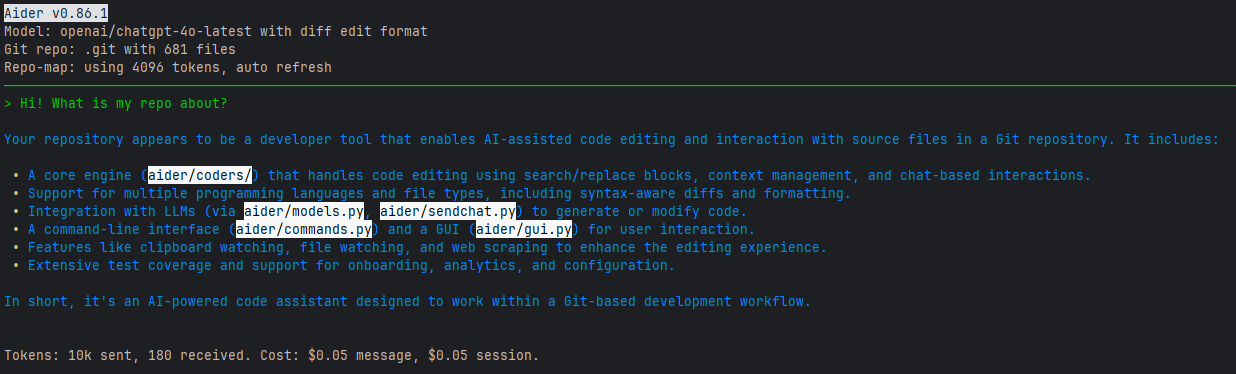 Aider v0.86.1
Model: openai/chatgpt-4o-latest with diff edit format
Git repo: .git with 681 files
Repo-map: using 4096 tokens, auto refresh
> Hi! What is my repo about?
Your repository appears to be a developer tool that enables AI-assisted code editing and interaction with source files in a Git repository. It includes:
• A core engine (aider/coders/) that handles code editing using search/replace blocks, context management, and chat-based interactions.
• Support for multiple programming languages and file types, including syntax-aware diffs and formatting.
• Integration with LLMs (via aider/models.py, aider/sendchat.py) to generate or modify code.
• A command-line interface (aider/commands.py) and a GUI (aider/gui.py) for user interaction.
• Features like clipboard watching, file watching, and web scraping to enhance the editing experience.
• Extensive test coverage and support for onboarding, analytics, and configuration.
In short, it's an AI-powered code assistant designed to work within a Git-based development workflow.
Tokens: 10k sent, 180 received. Cost: $0.05 message, $0.05 session.